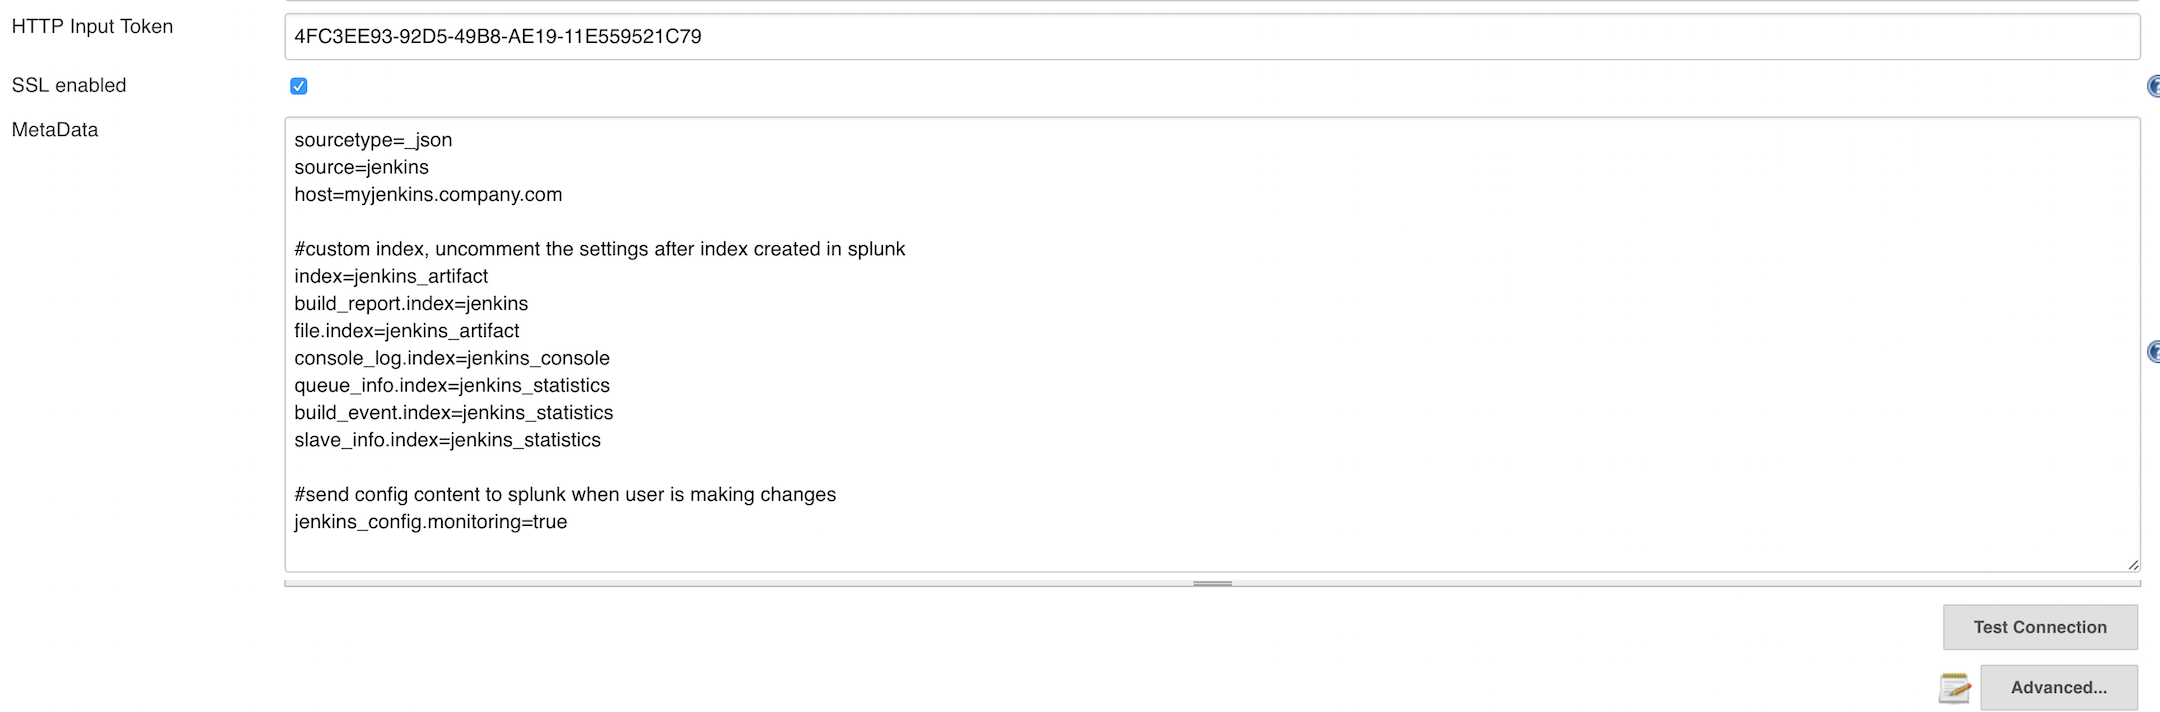 HTTP Input Token
4FC3EE93-92D5-49B8-AE19-11E559521C79
SSL enabled
MetaData
sourcetype=_json
source=jenkins
host=myjenkins.company.com
#custom index, uncomment the settings after index created in splunk
index=jenkins_artifact
build_report.index=jenkins
file.index=jenkins_artifact
console_log.index=jenkins_console
queue_info.index=jenkins_statistics
build_event.index=jenkins_statistics
slave_info.index=jenkins_statistics
#send config content to splunk when user is making changes
jenkins_config.monitoring=true
Test Connection
Advanced...